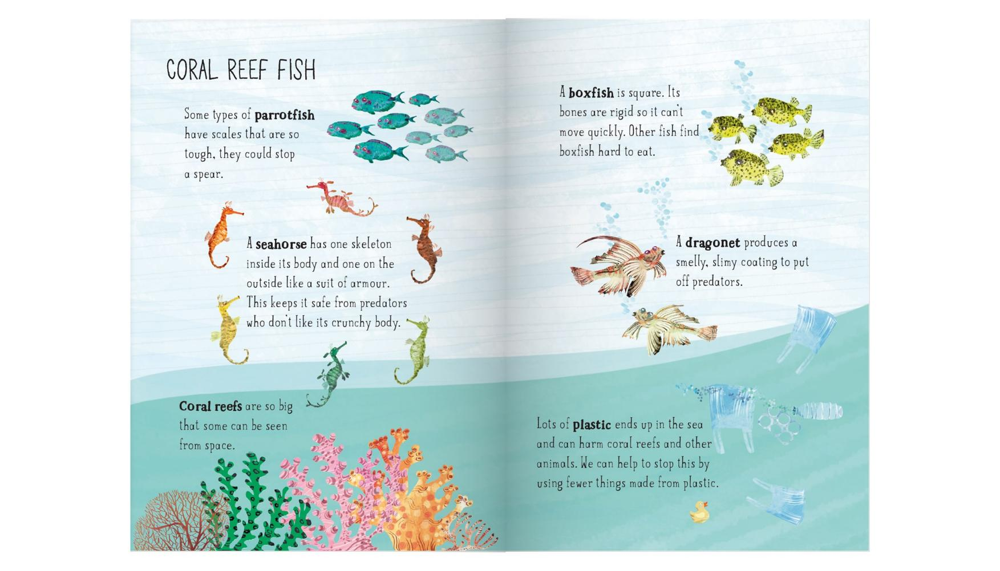 CORAL REEF FISH
Some types of parrotfish
have scales that are so
tough, they could stop
a spear.
A seahorse has one skeleton
inside its body and one on the
outside like a suit of armour.
This keeps it safe from predators
who don't like its crunchy body.
Coral reefs are so big
that some can be seen
from space.
A boxfish is square. Its
bones are rigid so it can't
move quickly. Other fish find
boxfish hard to eat.
A dragonet produces a
smelly, slimy coating to put
off predators.
Lots of plastic ends up in the sea
and can harm coral reefs and other
animals. We can help to stop this by
using fewer things made from plastic.